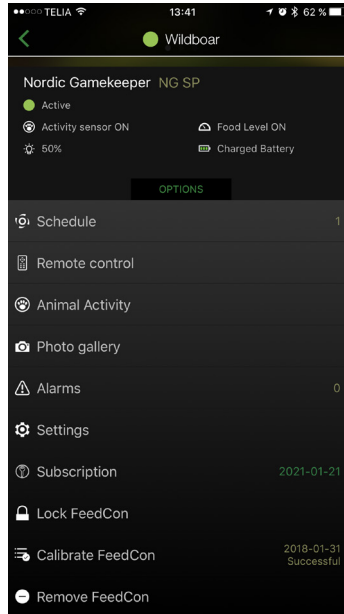 TELIA 13:41 62 %
Wildboar
Nordic Gamekeeper NG SP
Active
Activity sensor ON Food Level ON
50% Charged Battery
OPTIONS
Schedule 1
Remote control
Animal Activity
Photo gallery
Alarms 0
Settings
Subscription 2021-01-21
Lock FeedCon
Calibrate FeedCon 2018-01-31
Successful
Remove FeedCon